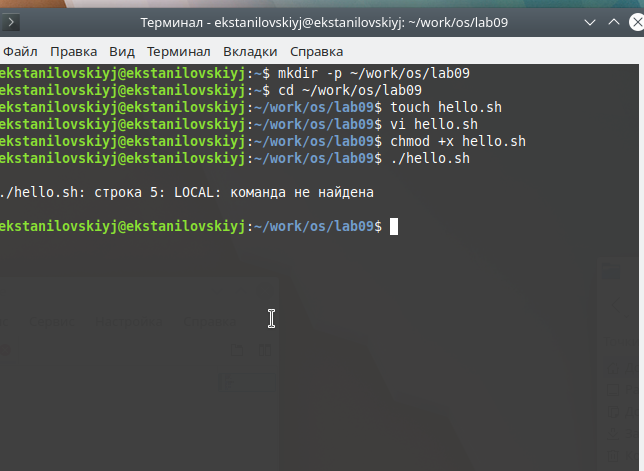 Терминал - ekstanilovskiyj@ekstanilovskiyj: ~/work/os/lab09
Файл Правка Вид Терминал Вкладки Справка
ekstanilovskiyj@ekstanilovskiyj:~$ mkdir -p ~/work/os/lab09
ekstanilovskiyj@ekstanilovskiyj:~$ cd ~/work/os/lab09
ekstanilovskiyj@ekstanilovskiyj:~/work/os/lab09$ touch hello.sh
ekstanilovskiyj@ekstanilovskiyj:~/work/os/lab09$ vi hello.sh
ekstanilovskiyj@ekstanilovskiyj:~/work/os/lab09$ chmod +x hello.sh
ekstanilovskiyj@ekstanilovskiyj:~/work/os/lab09$ ./hello.sh
./hello.sh: строка 5: LOCAL: команда не найдена
ekstanilovskiyj@ekstanilovskiyj:~/work/os/lab09$